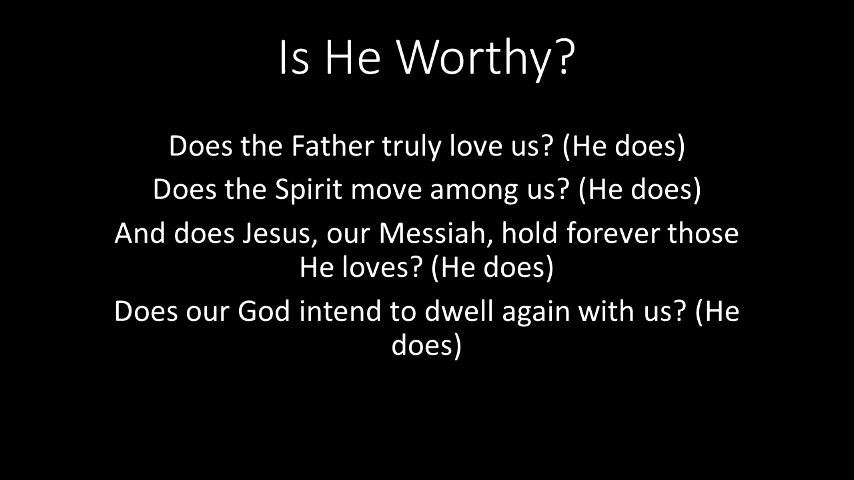 Is He Worthy?
Does the Father truly love us? (He does)
Does the Spirit move among us? (He does)
And does Jesus, our Messiah, hold forever those
He loves? (He does)
Does our God intend to dwell again with us? (He
does)